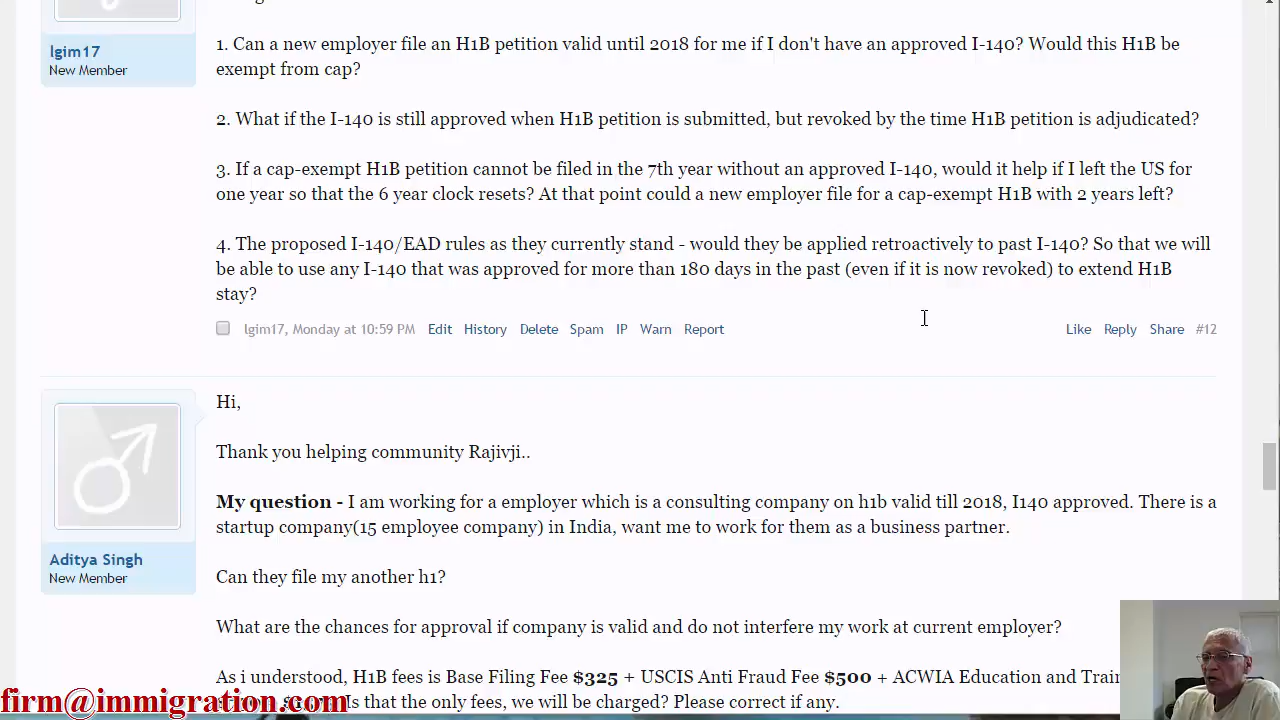 lgim17
New Member
1. Can a new employer file an H1B petition valid until 2018 for me if I don't have an approved I-140? Would this H1B be
exempt from cap?
2. What if the I-140 is still approved when H1B petition is submitted, but revoked by the time H1B petition is adjudicated?
3. If a cap-exempt H1B petition cannot be filed in the 7th year without an approved I-140, would it help if I left the US for
one year so that the 6 year clock resets? At that point could a new employer file for a cap-exempt H1B with 2 years left?
4. The proposed I-140/EAD rules as they currently stand - would they be applied retroactively to past I-140? So that we will
be able to use any I-140 that was approved for more than 180 days in the past (even if it is now revoked) to extend H1B
stay?
lgim17, Monday at 10:59 PM Edit History Delete Spam IP Warn Report Like Reply Share #12
Aditya Singh
New Member
Hi,
Thank you helping community Rajivji..
My question - I am working for a employer which is a consulting company on h1b valid till 2018, I140 approved. There is a
startup company(15 employee company) in India, want me to work for them as a business partner.
Can they file my another h1?
What are the chances for approval if company is valid and do not interfere my work at current employer?
As i understood, H1B fees is Base Filing Fee $325 + USCIS Anti Fraud Fee $500 + ACWIA Education and Train
Is that the only fees, we will be charged? Please correct if any.
firm@immigration.com